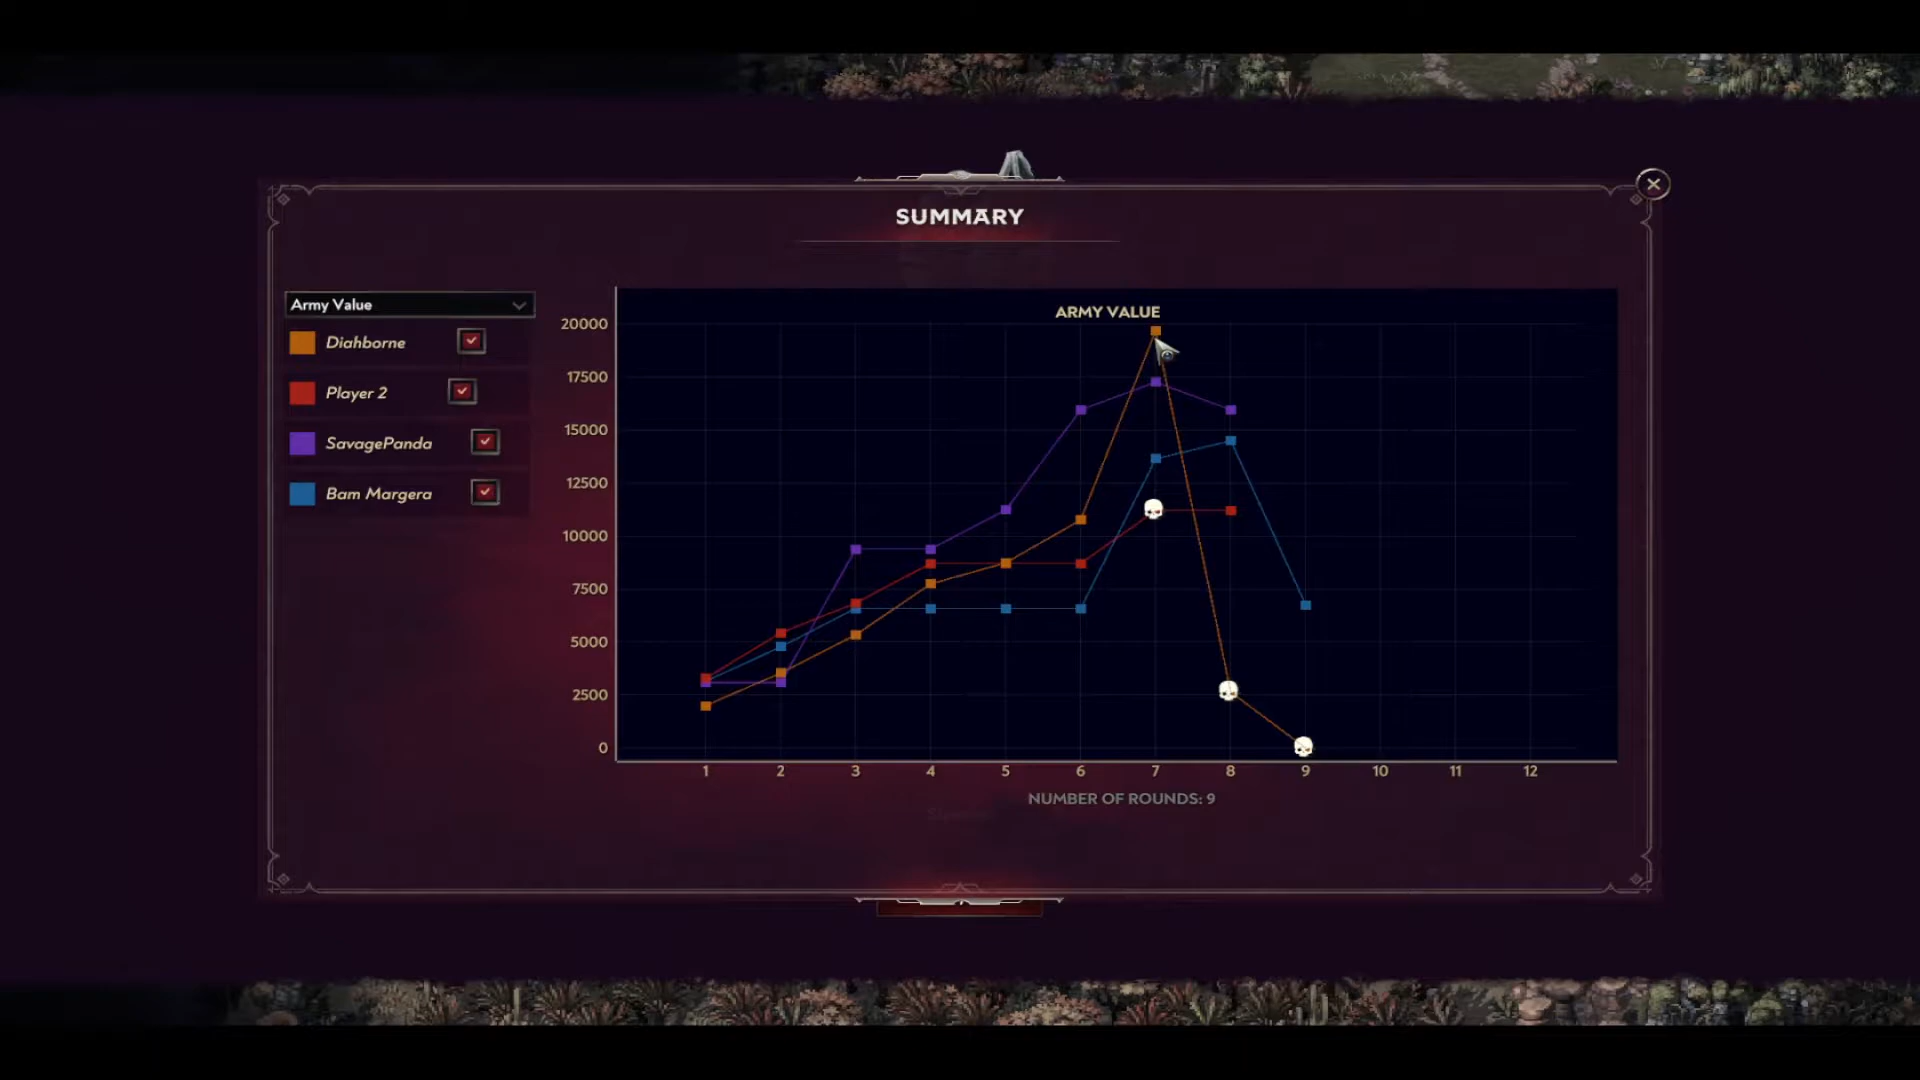 SUMMARY
Army Value
Diahborne
Player 2
SavagePanda
Bam Margera
ARMY VALUE
20000
17500
15000
12500
10000
7500
5000
2500
0
1 2 3 4 5 6 7 8 9 10 11 12
NUMBER OF ROUNDS: 9